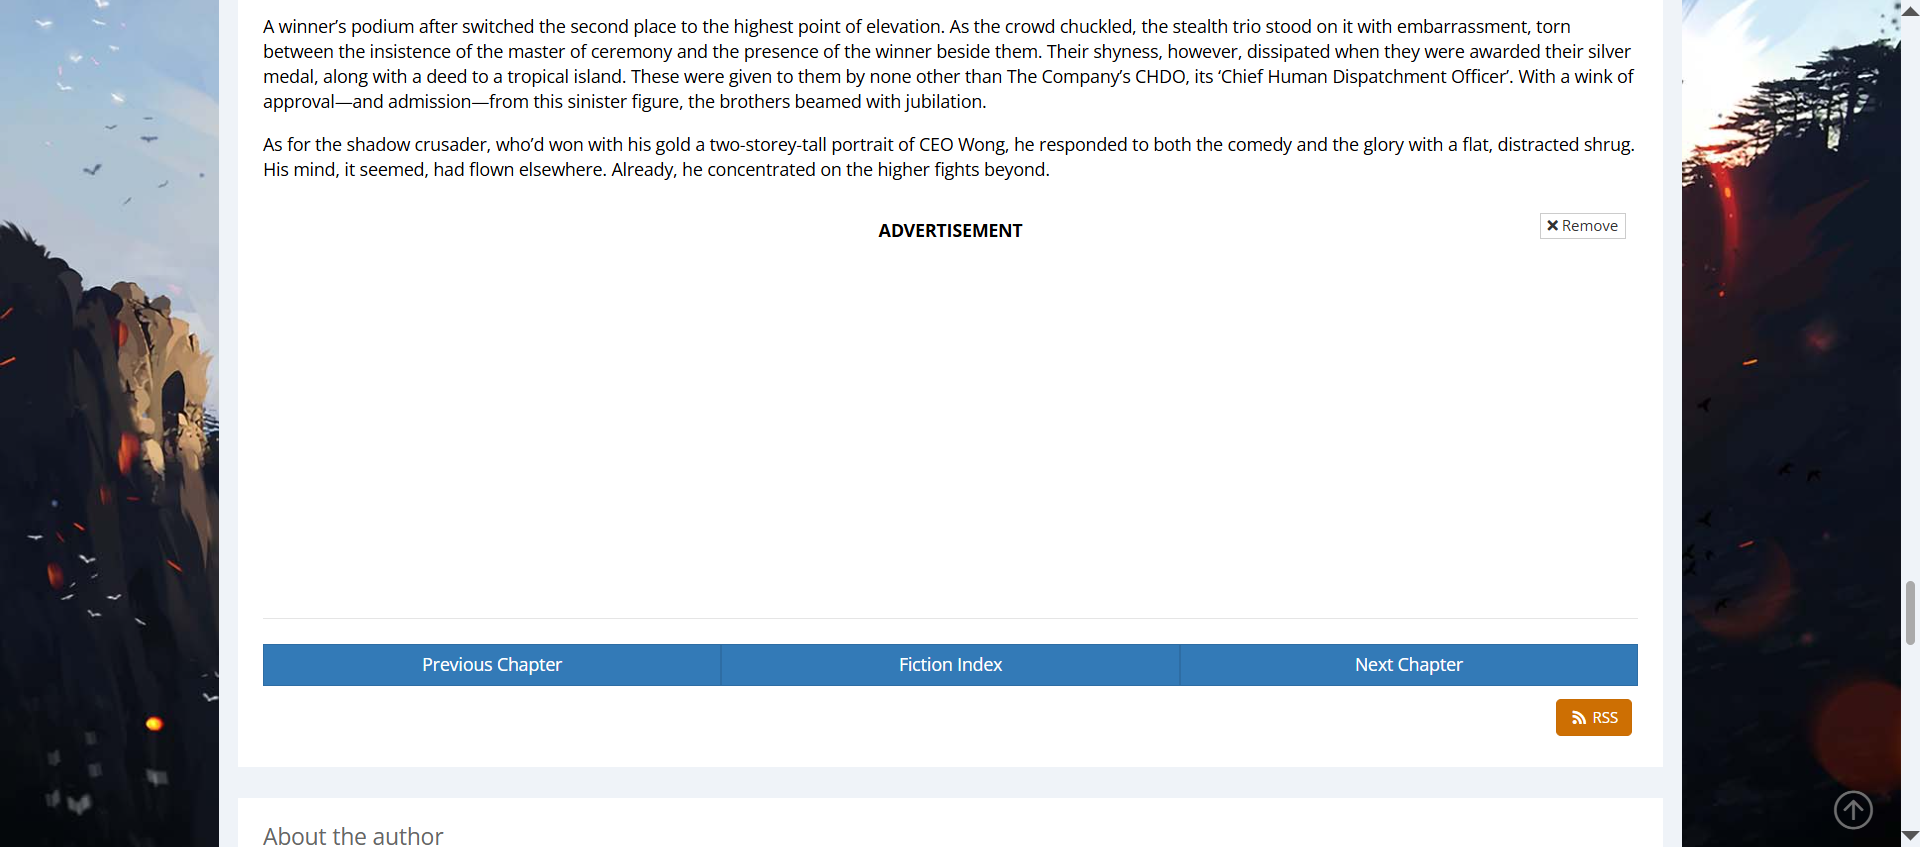 A winner’s podium after switched the second place to the highest point of elevation. As the crowd chuckled, the stealth trio stood on it with embarrassment, torn
between the insistence of the master of ceremony and the presence of the winner beside them. Their shyness, however, dissipated when they were awarded their silver
medal, along with a deed to a tropical island. These were given to them by none other than The Company’s CHDO, its ‘Chief Human Dispatchment Officer’. With a wink of
approval—and admission—from this sinister figure, the brothers beamed with jubilation.
As for the shadow crusader, who’d won with his gold a two-storey-tall portrait of CEO Wong, he responded to both the comedy and the glory with a flat, distracted shrug.
His mind, it seemed, had flown elsewhere. Already, he concentrated on the higher fights beyond.
ADVERTISEMENT
Remove
Previous Chapter
Fiction Index
Next Chapter
RSS
About the author